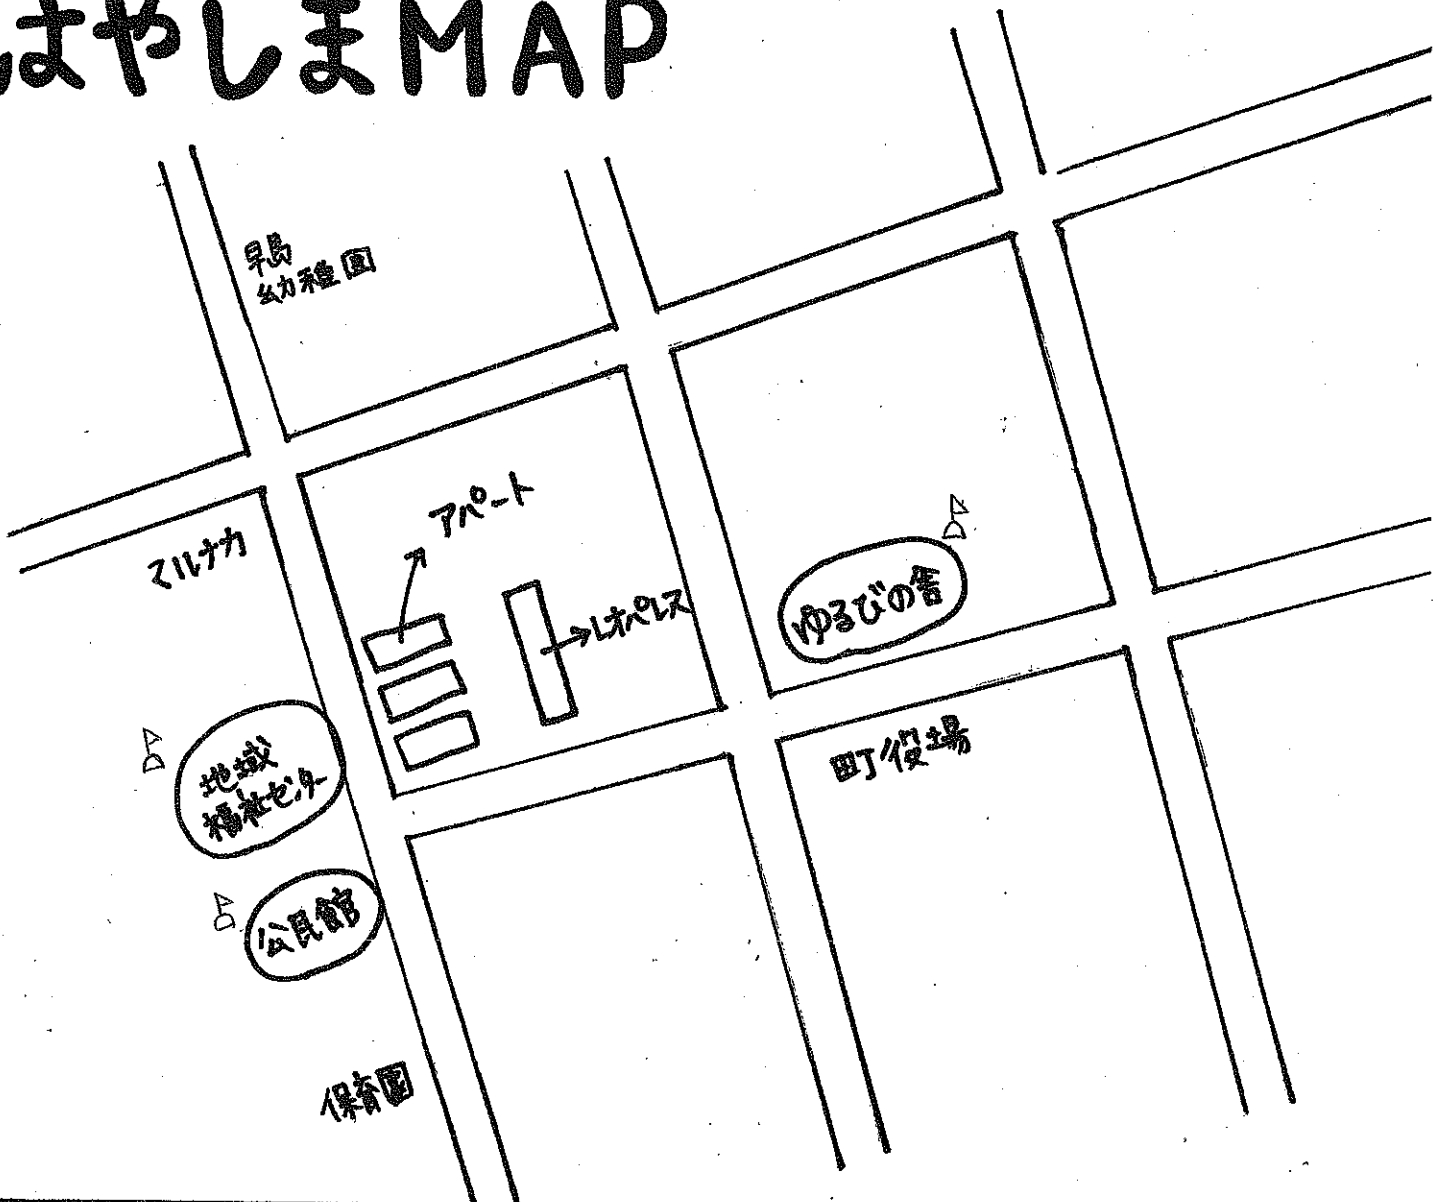 はやしまMAP
早島
幼稚園
アパート
マルナカ
レオパレス
ゆるびの舎
町役場
地域
福祉センター
公民館
保育園